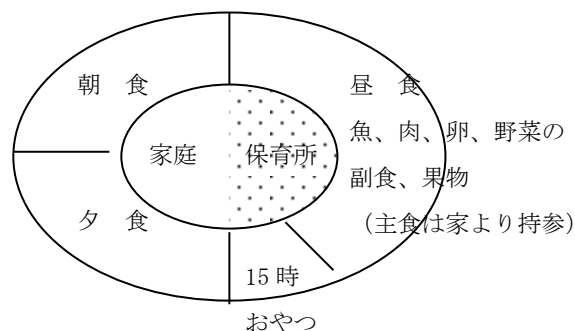 朝　食
昼　食
魚、肉、卵、野菜の
副食、果物
（主食は家より持参）
家庭
保育所
夕　食
15 時
おやつ